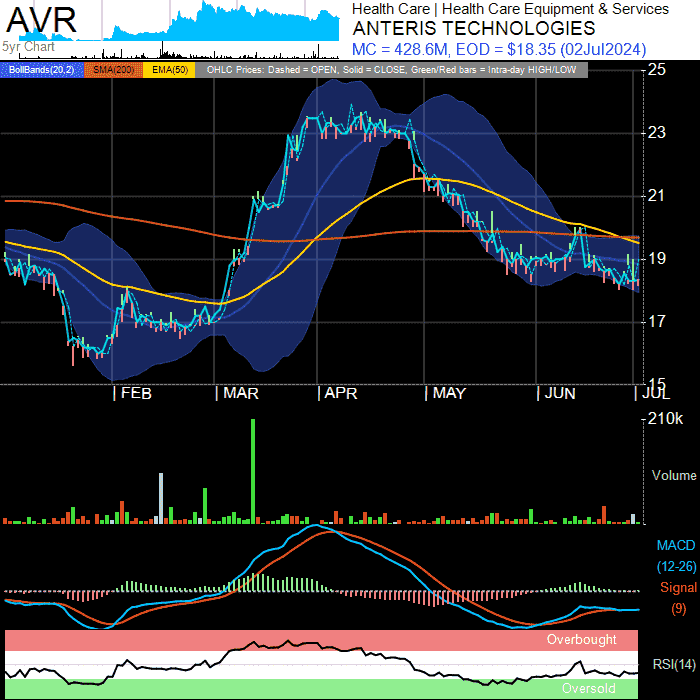 AVR
Health Care | Health Care Equipment & Services
ANTERIS TECHNOLOGIES
5yr Chart
MC = 428.6M, EOD = $18.35 (02Jul2024)
BollBands(20,2) SMA(200) EMA(50) OHLC Prices: Dashed = OPEN, Solid = CLOSE, Green/Red bars = Intra-day HIGH/LOW
25
23
21
19
17
15
| FEB | MAR | APR | MAY | JUN | JUL
210k
Volume
MACD
(12-26)
Signal
(9)
Overbought
RSI(14)
Oversold